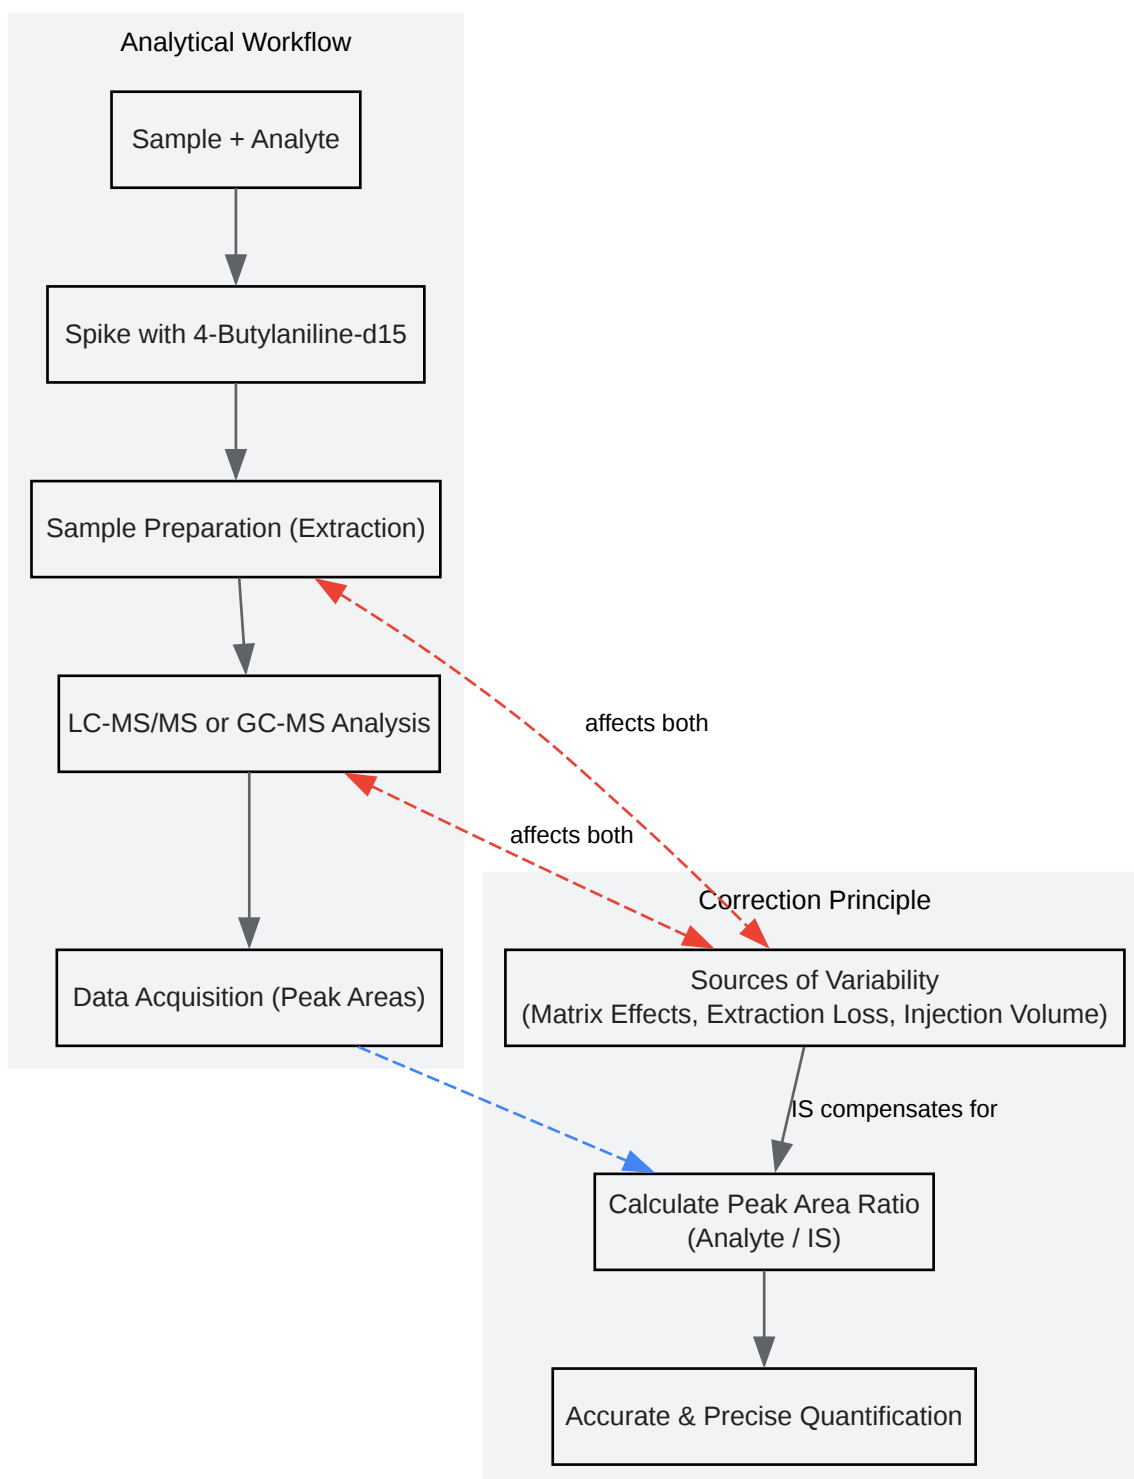 Analytical Workflow
Sample + Analyte
Spike with 4-Butylaniline-d15
Sample Preparation (Extraction)
LC-MS/MS or GC-MS Analysis
affects both
affects both
Data Acquisition (Peak Areas)
Correction Principle
Sources of Variability
(Matrix Effects, Extraction Loss, Injection Volume)
IS compensates for
Calculate Peak Area Ratio
(Analyte / IS)
Accurate & Precise Quantification